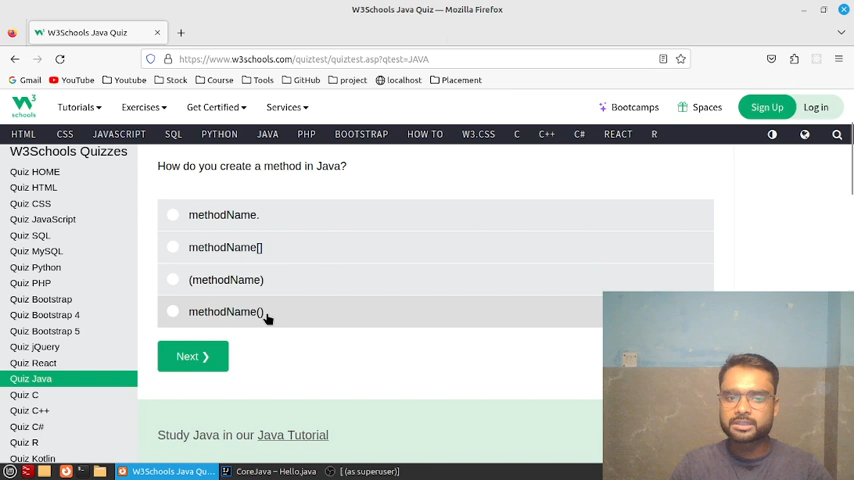 W3Schools Java Quiz — Mozilla Firefox
W3Schools Java Quiz
https://www.w3schools.com/quiztest/quiztest.asp?qtest=JAVA
Gmail YouTube Youtube Stock Course Tools GitHub project localhost Placement
W3 schools Tutorials Exercises Get Certified Services Bootcamps Spaces Sign Up Log in
HTML CSS JAVASCRIPT SQL PYTHON JAVA PHP BOOTSTRAP HOW TO W3.CSS C C++ C# REACT R
W3Schools Quizzes
Quiz HOME
Quiz HTML
Quiz CSS
Quiz JavaScript
Quiz SQL
Quiz MySQL
Quiz Python
Quiz PHP
Quiz Bootstrap
Quiz Bootstrap 4
Quiz Bootstrap 5
Quiz jQuery
Quiz React
Quiz Java
Quiz C
Quiz C++
Quiz C#
Quiz R
Quiz Kotlin
How do you create a method in Java?
methodName.
methodName[]
(methodName)
methodName()
Next ❯
Study Java in our Java Tutorial
W3Schools Java Qu... CoreJava – Hello.java [ (as superuser)]